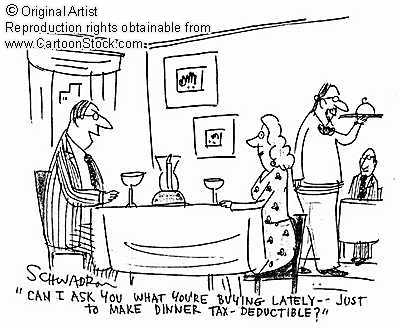 © Original Artist
Reproduction rights obtainable from
www.CartoonStock.com
SCHWADRON
"CAN I ASK YOU WHAT YOU'RE BUYING LATELY-- JUST
TO MAKE DINNER TAX-DEDUCTIBLE?"